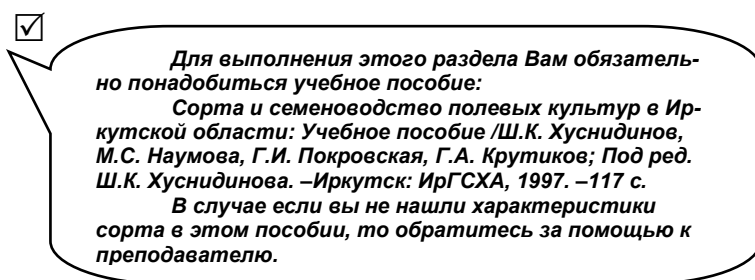 Для выполнения этого раздела Вам обязатель-
но понадобиться учебное пособие:
Сорта и семеноводство полевых культур в Ир-
кутской области: Учебное пособие /Ш.К. Хуснидинов,
М.С. Наумова, Г.И. Покровская, Г.А. Крутиков; Под ред.
Ш.К. Хуснидинова. –Иркутск: ИрГСХА, 1997. –117 с.
В случае если вы не нашли характеристики
сорта в этом пособии, то обратитесь за помощью к
преподавателю.